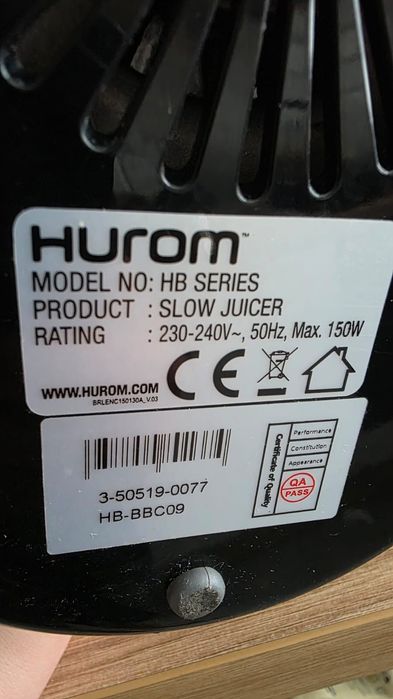 HUROM™
MODEL NO: HB SERIES
PRODUCT : SLOW JUICER
RATING : 230-240V~, 50Hz, Max. 150W
WWW.HUROM.COM
BRLENC150130A_V.03
CE
3-50519-0077
HB-BBC09
Certificate of Quality
Performance
Constitution
Appearance
QA
PASS